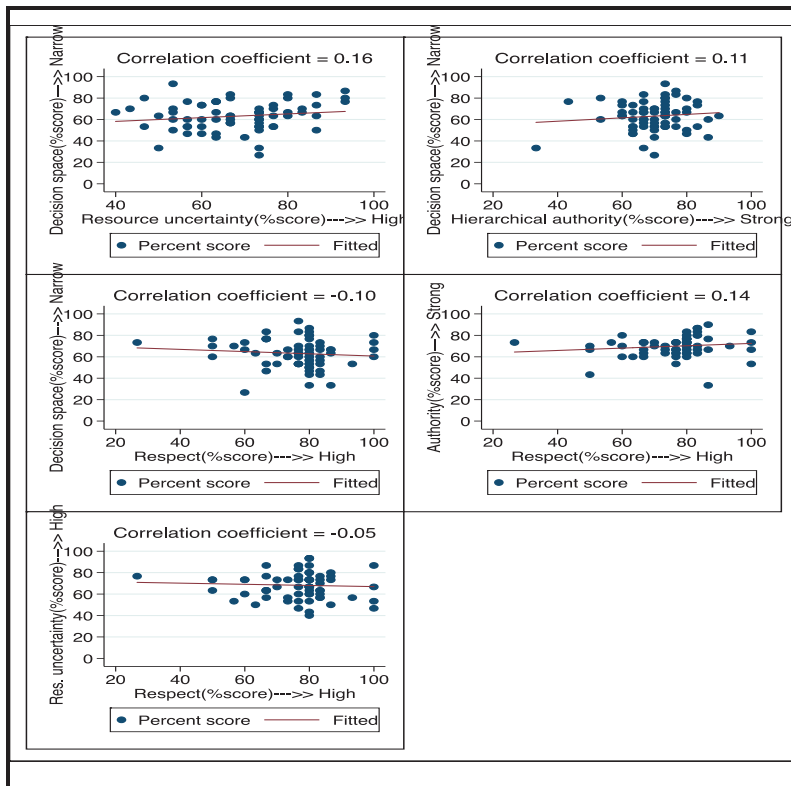 Correlation coefficient = 0.16
Decision space(%score)--->> Narrow
100
80
60
40
20
0
40 60 80 100
Resource uncertainty(%score)--->> High
Percent score Fitted
Correlation coefficient = 0.11
Decision space(%score)--->> Narrow
100
80
60
40
20
0
20 40 60 80 100
Hierarchical authority(%score)--->> Strong
Percent score Fitted
Correlation coefficient = -0.10
Decision space(%score)--->> Narrow
100
80
60
40
20
0
20 40 60 80 100
Respect(%score)--->> High
Percent score Fitted
Correlation coefficient = 0.14
Authority(%score)--->> Strong
100
80
60
40
20
0
20 40 60 80 100
Respect(%score)--->> High
Percent score Fitted
Correlation coefficient = -0.05
Res. uncertainty(%score)--->> High
100
80
60
40
20
0
20 40 60 80 100
Respect(%score)--->> High
Percent score Fitted